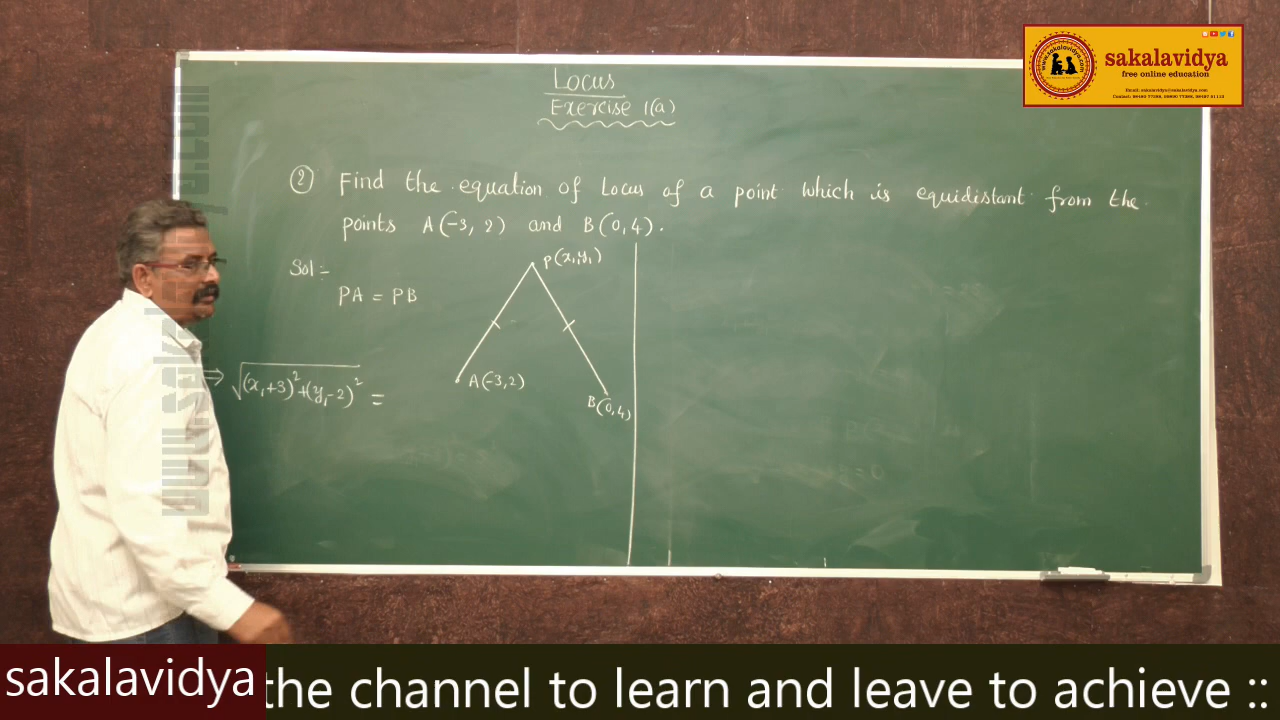 sakalavidya
free online education
Locus
Exercise 1(a)
② Find the equation of Locus of a point which is equidistant from the
points A(-3, 2) and B(0,4).
Sol:-
P(x₁,y₁)
PA = PB
⇒ √(x₁+3)²+(y₁-2)² =
A(-3,2)
B(0,4)
sakalavidya
the channel to learn and leave to achieve ::